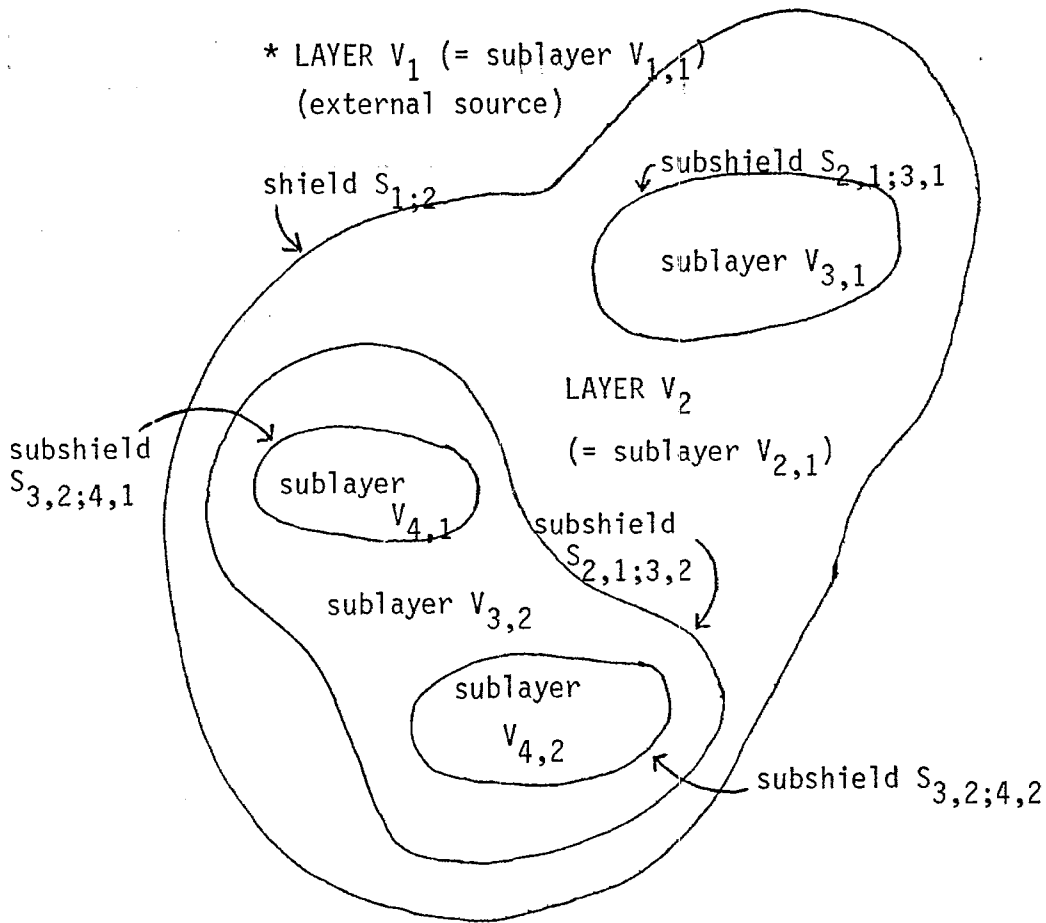 * LAYER V₁ (= sublayer V₁,₁)
(external source)
subshield S₂,₁;₃,₁
shield S₁;₂
sublayer V₃,₁
LAYER V₂
(= sublayer V₂,₁)
subshield
S₃,₂;₄,₁
sublayer
V₄,₁
subshield
S₂,₁;₃,₂
sublayer V₃,₂
sublayer
V₄,₂
subshield S₃,₂;₄,₂